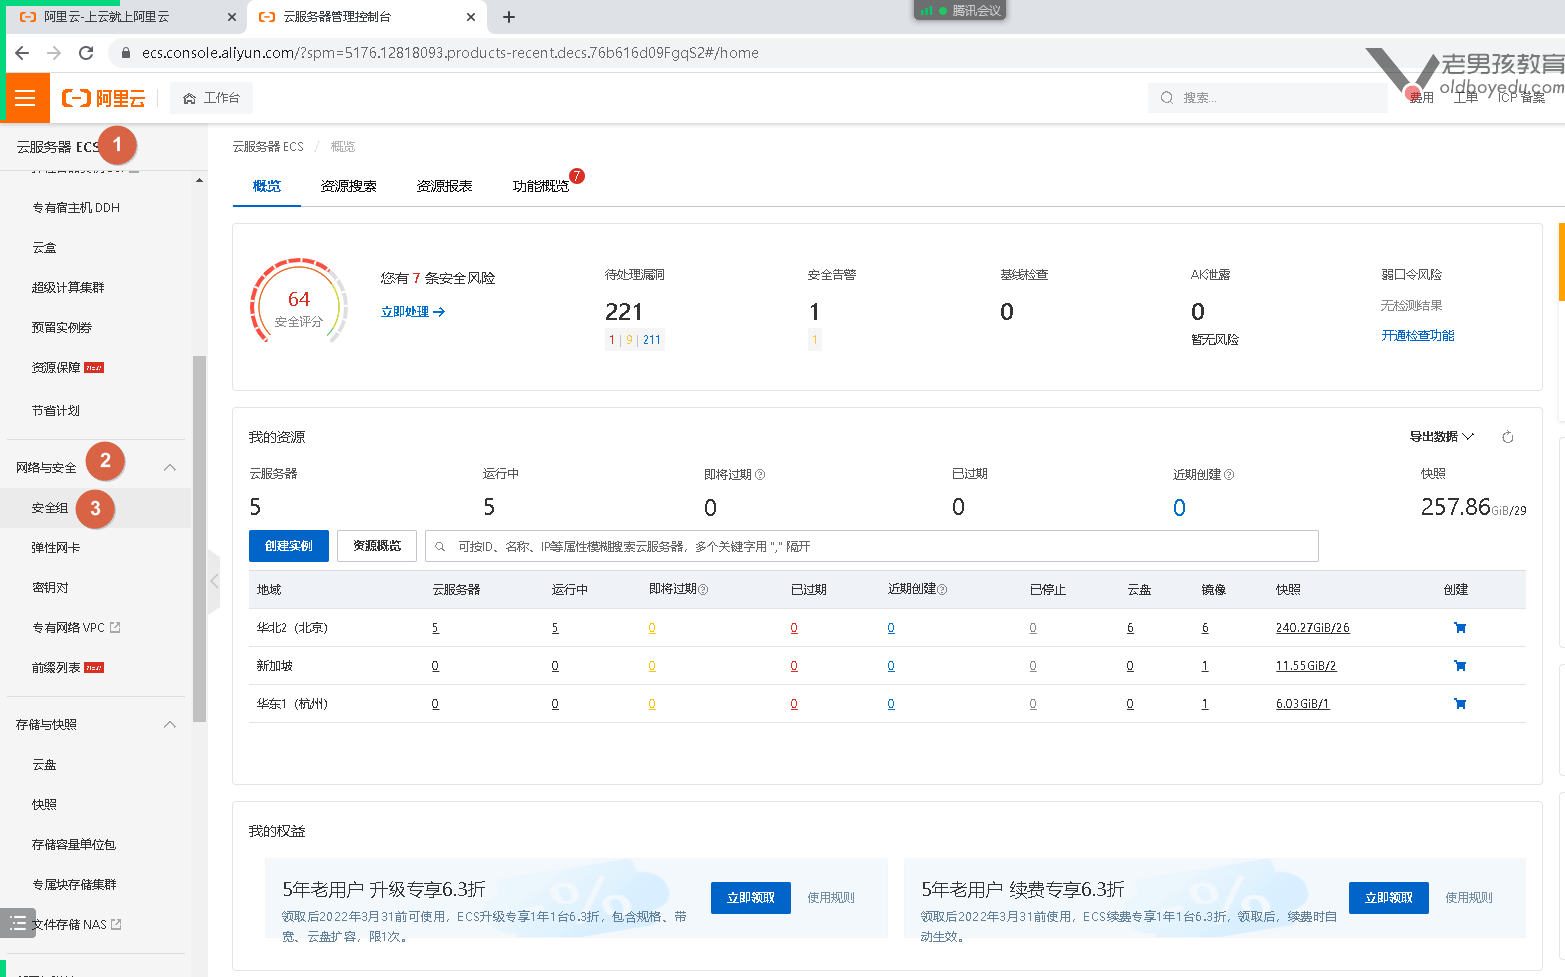 阿里云-上云就上阿里云
云服务器管理控制台
腾讯会议
ecs.console.aliyun.com/?spm=5176.12818093.products-recent.decs.76b616d09FgqS2#/home
老男孩教育
oldboyedu.com
阿里云
工作台
搜索...
费用
工单
ICP 备案
云服务器 ECS
1
专有宿主机 DDH
云盒
超级计算集群
预留实例券
资源保障 new
节省计划
网络与安全
2
安全组
3
弹性网卡
密钥对
专有网络 VPC
前缀列表 new
存储与快照
云盘
快照
存储容量单位包
专属块存储集群
文件存储 NAS
云服务器 ECS / 概览
概览
资源搜索
资源报表
功能概览
7
64
安全评分
您有 7 条安全风险
立即处理
待处理漏洞
221
1 | 9 | 211
安全告警
1
1
基线检查
0
AK泄露
0
暂无风险
弱口令风险
无检测结果
开通检查功能
我的资源
导出数据
云服务器
5
运行中
5
即将过期
0
已过期
0
近期创建
0
快照
257.86GiB/29
创建实例
资源概览
可按ID、名称、IP等属性模糊搜索云服务器，多个关键字用 "," 隔开
地域 云服务器 运行中 即将过期 已过期 近期创建 已停止 云盘 镜像 快照 创建
华北2（北京） 5 5 0 0 0 0 6 6 240.27GiB/26
新加坡 0 0 0 0 0 0 0 1 11.55GiB/2
华东1（杭州） 0 0 0 0 0 0 0 1 6.03GiB/1
我的权益
5年老用户 升级专享6.3折
领取后2022年3月31前可使用，ECS升级专享1年1台6.3折，包含规格、带
宽、云盘扩容，限1次。
立即领取
使用规则
5年老用户 续费专享6.3折
领取后2022年3月31前使用，ECS续费专享1年1台6.3折，领取后，续费时自
动生效。
立即领取
使用规则